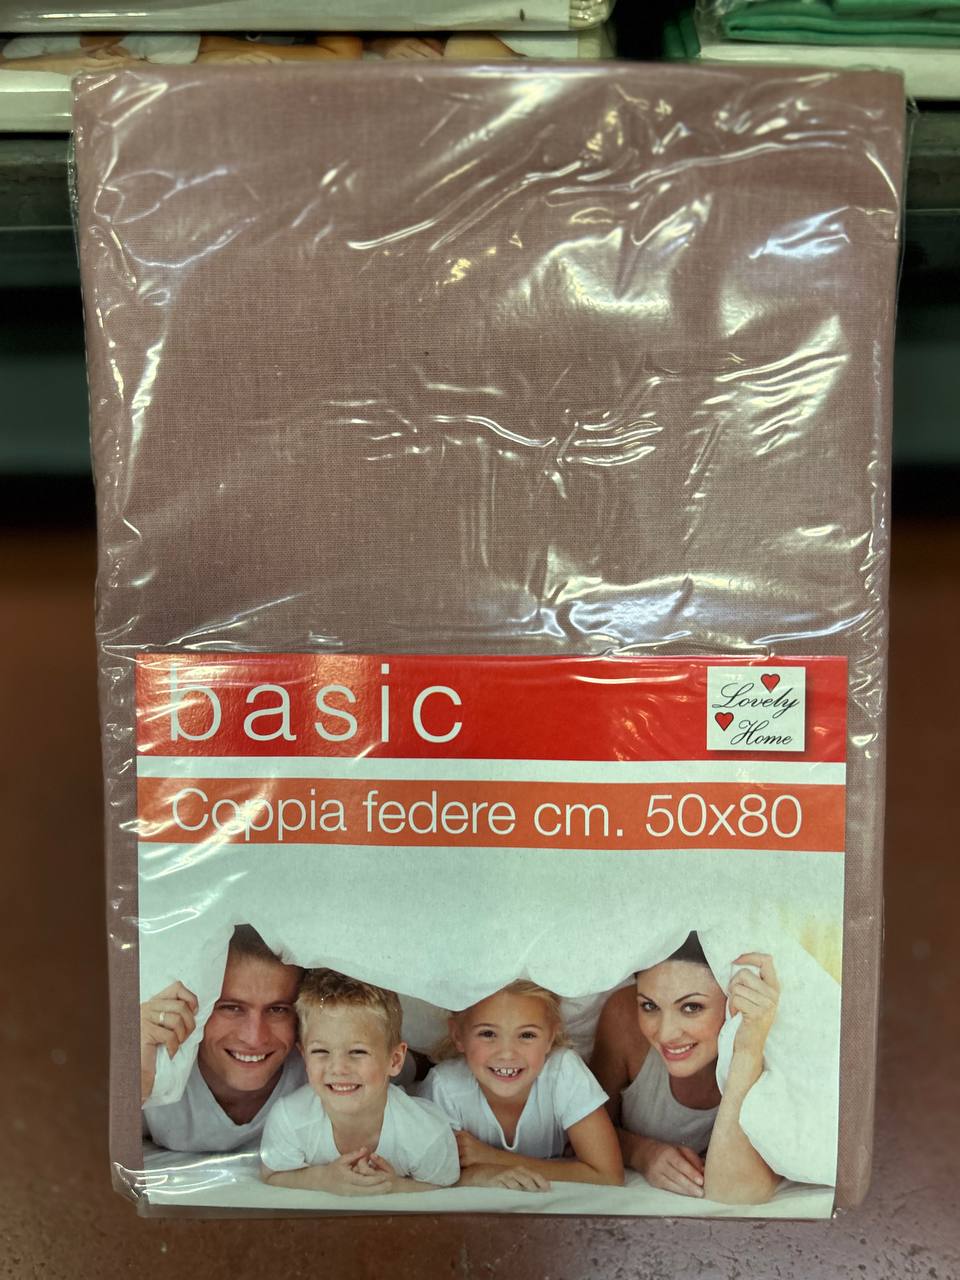 basic
Lovely
Home
Coppia federe cm. 50x80